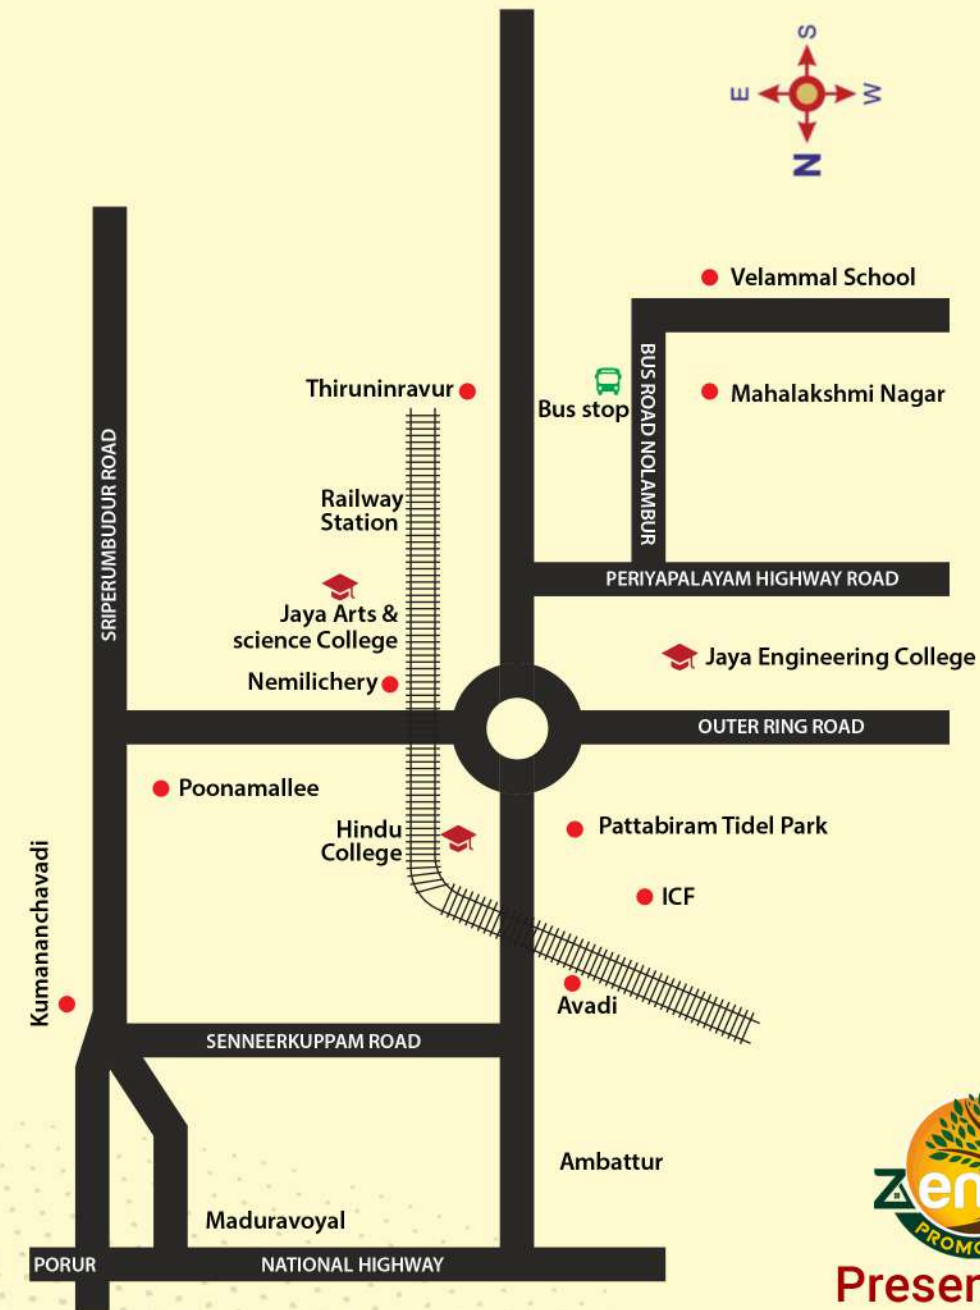 S
E
W
N
Velammal School
Thiruninravur
Mahalakshmi Nagar
Bus stop
BUS ROAD NOLAMBUR
SRIPERUMBUDUR ROAD
Railway
Station
PERIYAPALAYAM HIGHWAY ROAD
Jaya Arts &
science College
Jaya Engineering College
Nemilichery
OUTER RING ROAD
Poonamallee
Hindu
College
Pattabiram Tidel Park
ICF
Kumananchavadi
Avadi
SENNEERKUPPAM ROAD
Ambattur
Maduravoyal
PORUR
NATIONAL HIGHWAY